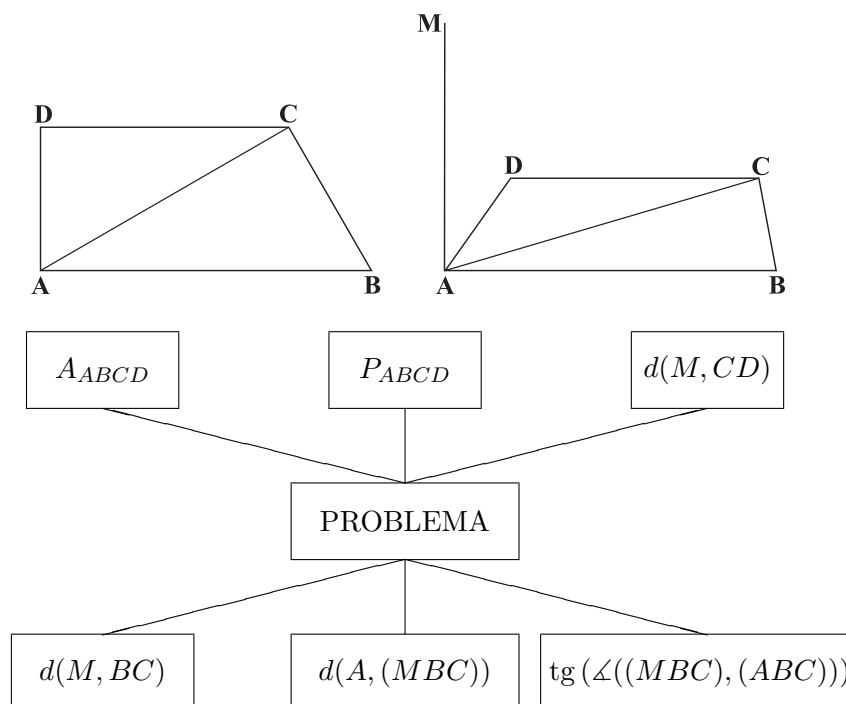 M
D C
D C
A B
A B
A_{ABCD} P_{ABCD} d(M, CD)
PROBLEMA
d(M, BC) d(A, (MBC)) tg (∡((MBC), (ABC)))